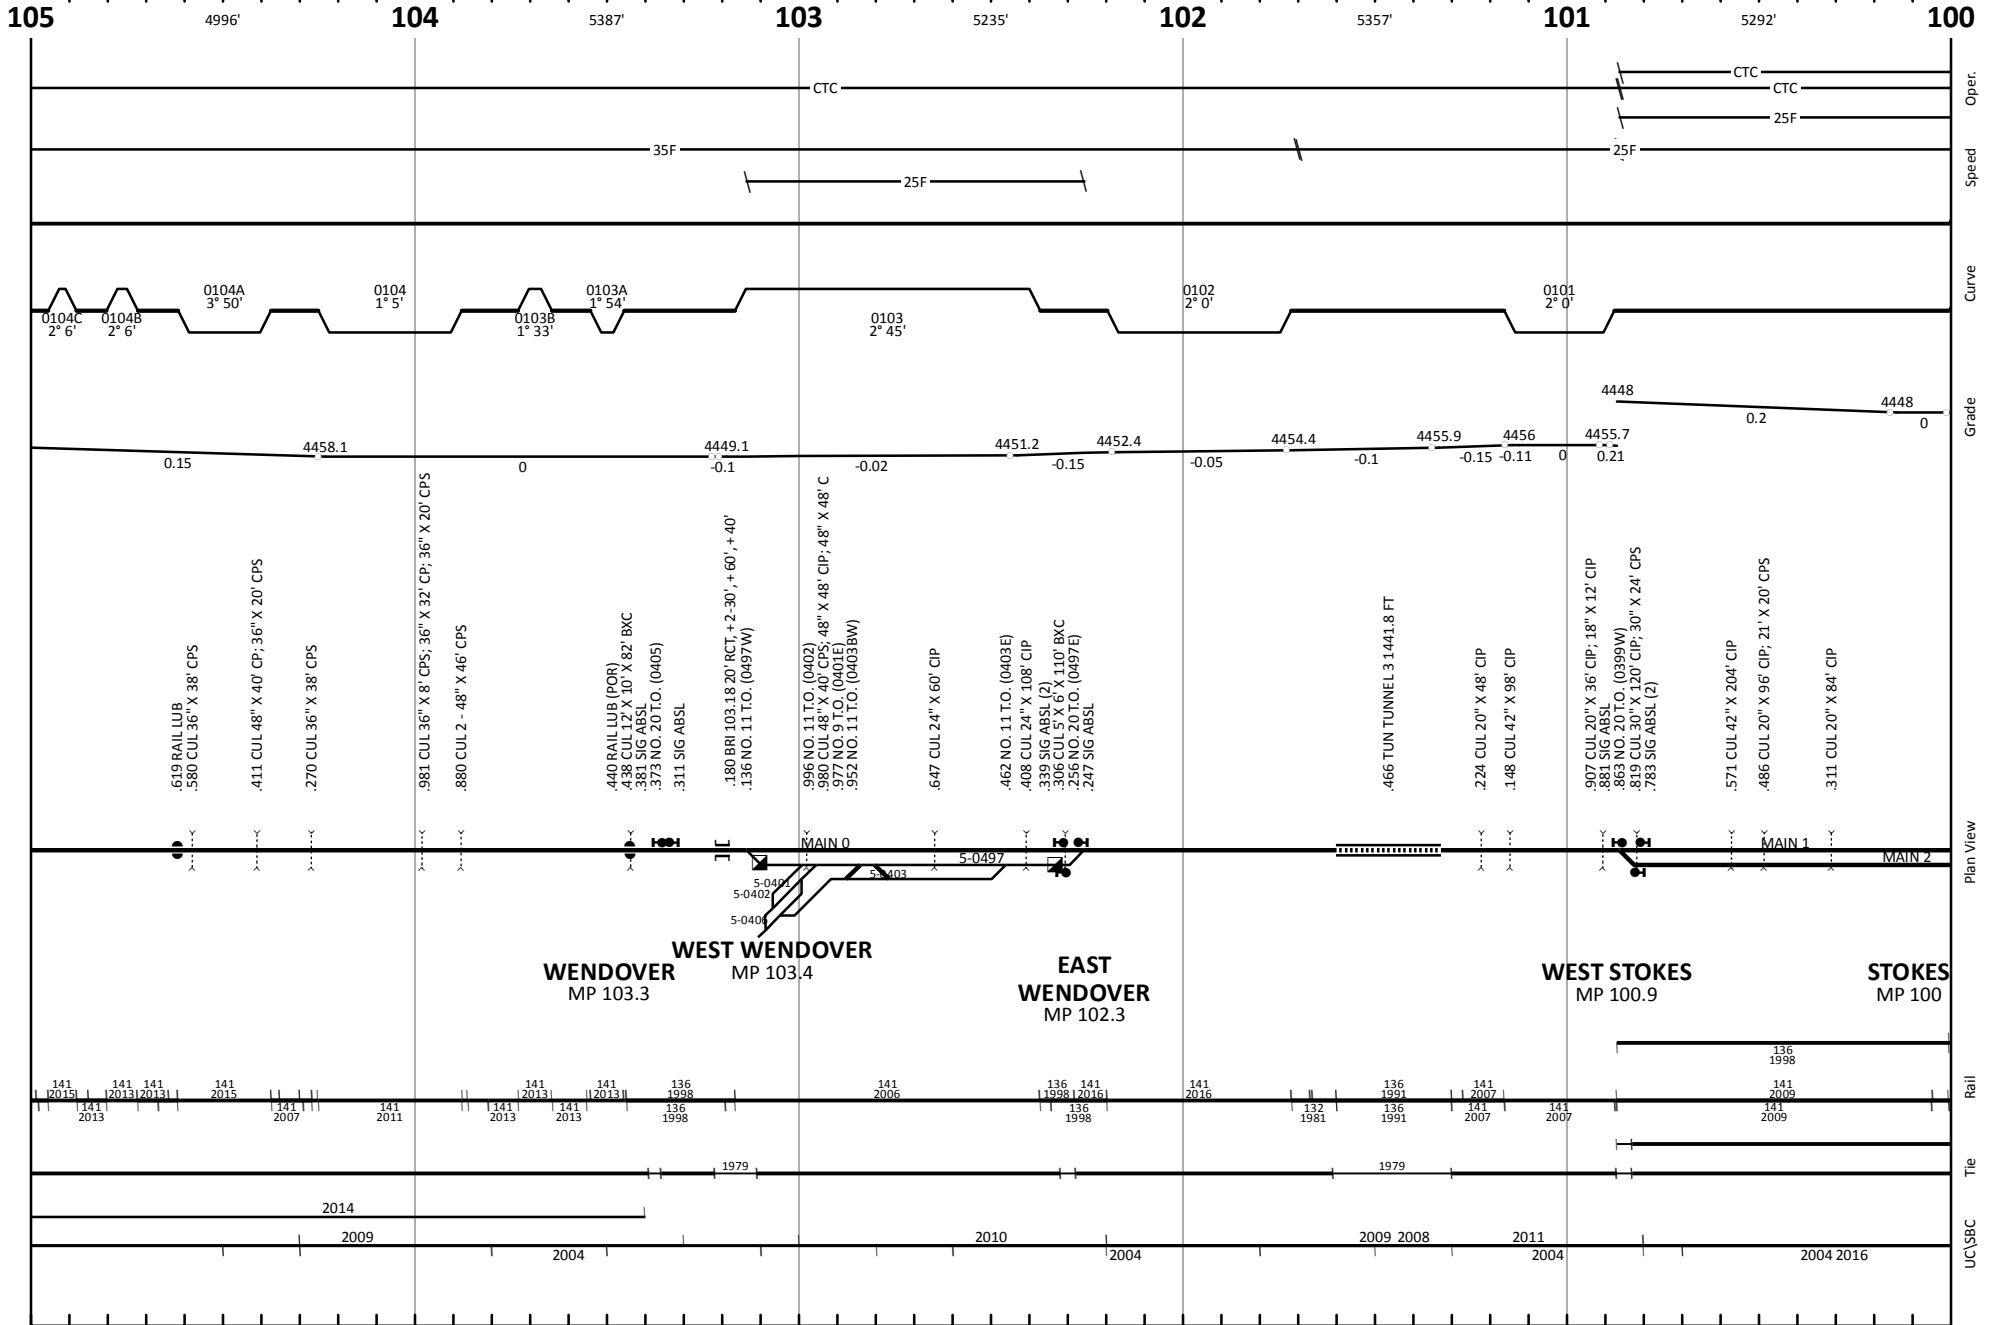 105 104 103 102 101 100
4996' 5387' 5235' 5357' 5292'
CTC
CTC
CTC
Oper.
25F
35F 25F
25F
Speed
0104C
2° 6'
0104B
2° 6'
0104A
3° 50'
0104
1° 5'
0103B
1° 33'
0103A
1° 54'
0103
2° 45'
0102
2° 0'
0101
2° 0'
Curve
4458.1 4449.1 4451.2 4452.4 4454.4 4455.9 4456 4455.7 4448 4448
0.15 0 -0.1 -0.02 -0.15 -0.05 -0.1 -0.15 -0.11 0 0.21 0.2 0
Grade
.619 RAIL LUB
.580 CUL 36" X 38' CPS
.411 CUL 48" X 40' CP; 36" X 20' CPS
.270 CUL 36" X 38' CPS
.981 CUL 36" X 8' CPS; 36" X 32' CP; 36" X 20' CPS
.880 CUL 2 - 48" X 46' CPS
.440 RAIL LUB (POR)
.438 CUL 12' X 10' X 82' BXC
.381 SIG ABSL
.373 NO. 20 T.O. (0405)
.311 SIG ABSL
.180 BRI 103.18 20' RCT, + 2-30', + 60', + 40'
.136 NO. 11 T.O. (0497W)
.996 NO. 11 T.O. (0402)
.980 CUL 48" X 40' CPS; 48" X 48' CIP; 48" X 48' C
.977 NO. 9 T.O. (0401E)
.952 NO. 11 T.O. (0403BW)
.647 CUL 24" X 60' CIP
.462 NO. 11 T.O. (0403E)
.408 CUL 24" X 108' CIP
.339 SIG ABSL (2)
.306 CUL 5' X 6' X 110' BXC
.256 NO. 20 T.O. (0497E)
.247 SIG ABSL
.466 TUN TUNNEL 3 1441.8 FT
.224 CUL 20" X 48' CIP
.148 CUL 42" X 98' CIP
.907 CUL 20" X 36' CIP; 18" X 12' CIP
.881 SIG ABSL
.863 NO. 20 T.O. (0399W)
.819 CUL 30" X 120' CIP; 30" X 24' CPS
.783 SIG ABSL (2)
.571 CUL 42" X 204' CIP
.486 CUL 20" X 96' CIP; 21' X 20' CPS
.311 CUL 20" X 84' CIP
MAIN 0
MAIN 1
MAIN 2
5-0497
5-0401
5-0402
5-0403
5-0406
Plan View
WENDOVER
MP 103.3
WEST WENDOVER
MP 103.4
EAST
WENDOVER
MP 102.3
WEST STOKES
MP 100.9
STOKES
MP 100
136
1998
141 141 141 141 141 141 136 141 136 141 141 136 141 141
2015 2013 2013 2015 2013 2013 1998 2006 1998 2016 2016 1991 2007 2009
141 141 141 141 141 136 136 132 136 141 141 141
2013 2007 2011 2013 2013 1998 1998 1981 1991 2007 2007 2009
Rail
1979 1979
Tie
2014
2009 2010 2009 2008 2011
2004 2004 2004 2004 2016
UC\SBC